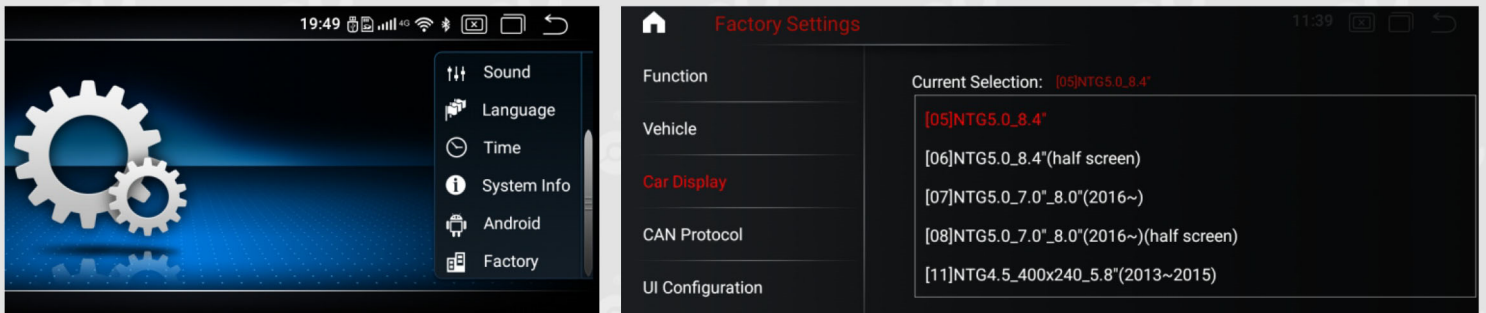 19:49 4G
Sound
Language
Time
System Info
Android
Factory
Factory Settings 11:39
Function
Vehicle
Car Display
CAN Protocol
UI Configuration
Current Selection: [05]NTG5.0_8.4"
[05]NTG5.0_8.4"
[06]NTG5.0_8.4"(half screen)
[07]NTG5.0_7.0"_8.0"(2016~)
[08]NTG5.0_7.0"_8.0"(2016~)(half screen)
[11]NTG4.5_400x240_5.8"(2013~2015)